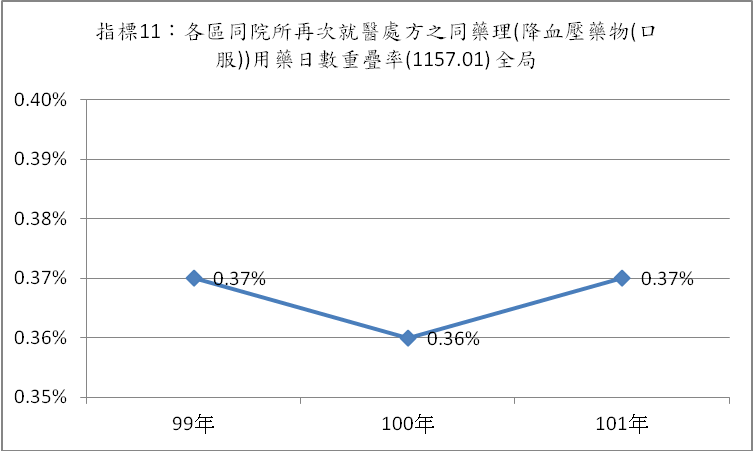 指標11：各區同院所再次就醫處方之同藥理(降血壓藥物(口
服))用藥日數重疊率(1157.01) 全局
0.40%
0.39%
0.38%
0.37%
0.36%
0.35%
0.37%
0.36%
0.37%
99年
100年
101年